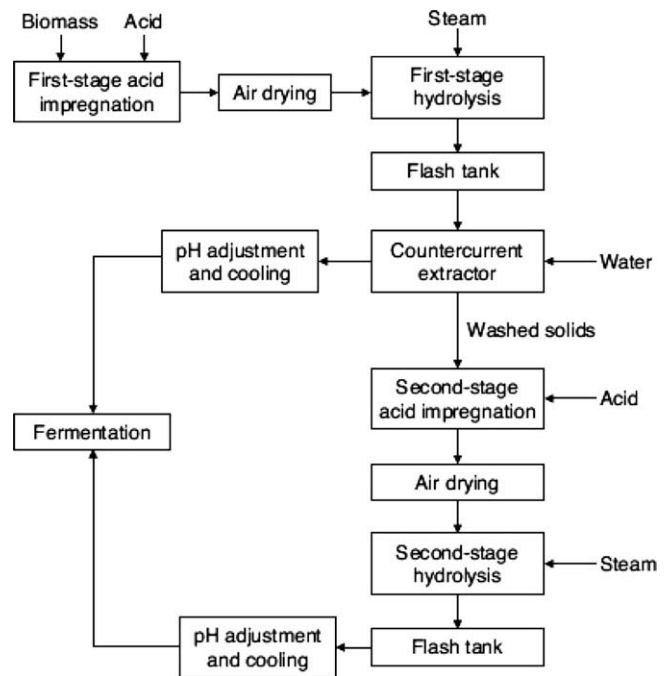 Biomass
Acid
Steam
First-stage acid
impregnation
Air drying
First-stage
hydrolysis
Flash tank
pH adjustment
and cooling
Countercurrent
extractor
Water
Washed solids
Second-stage
acid impregnation
Acid
Fermentation
Air drying
Second-stage
hydrolysis
Steam
pH adjustment
and cooling
Flash tank